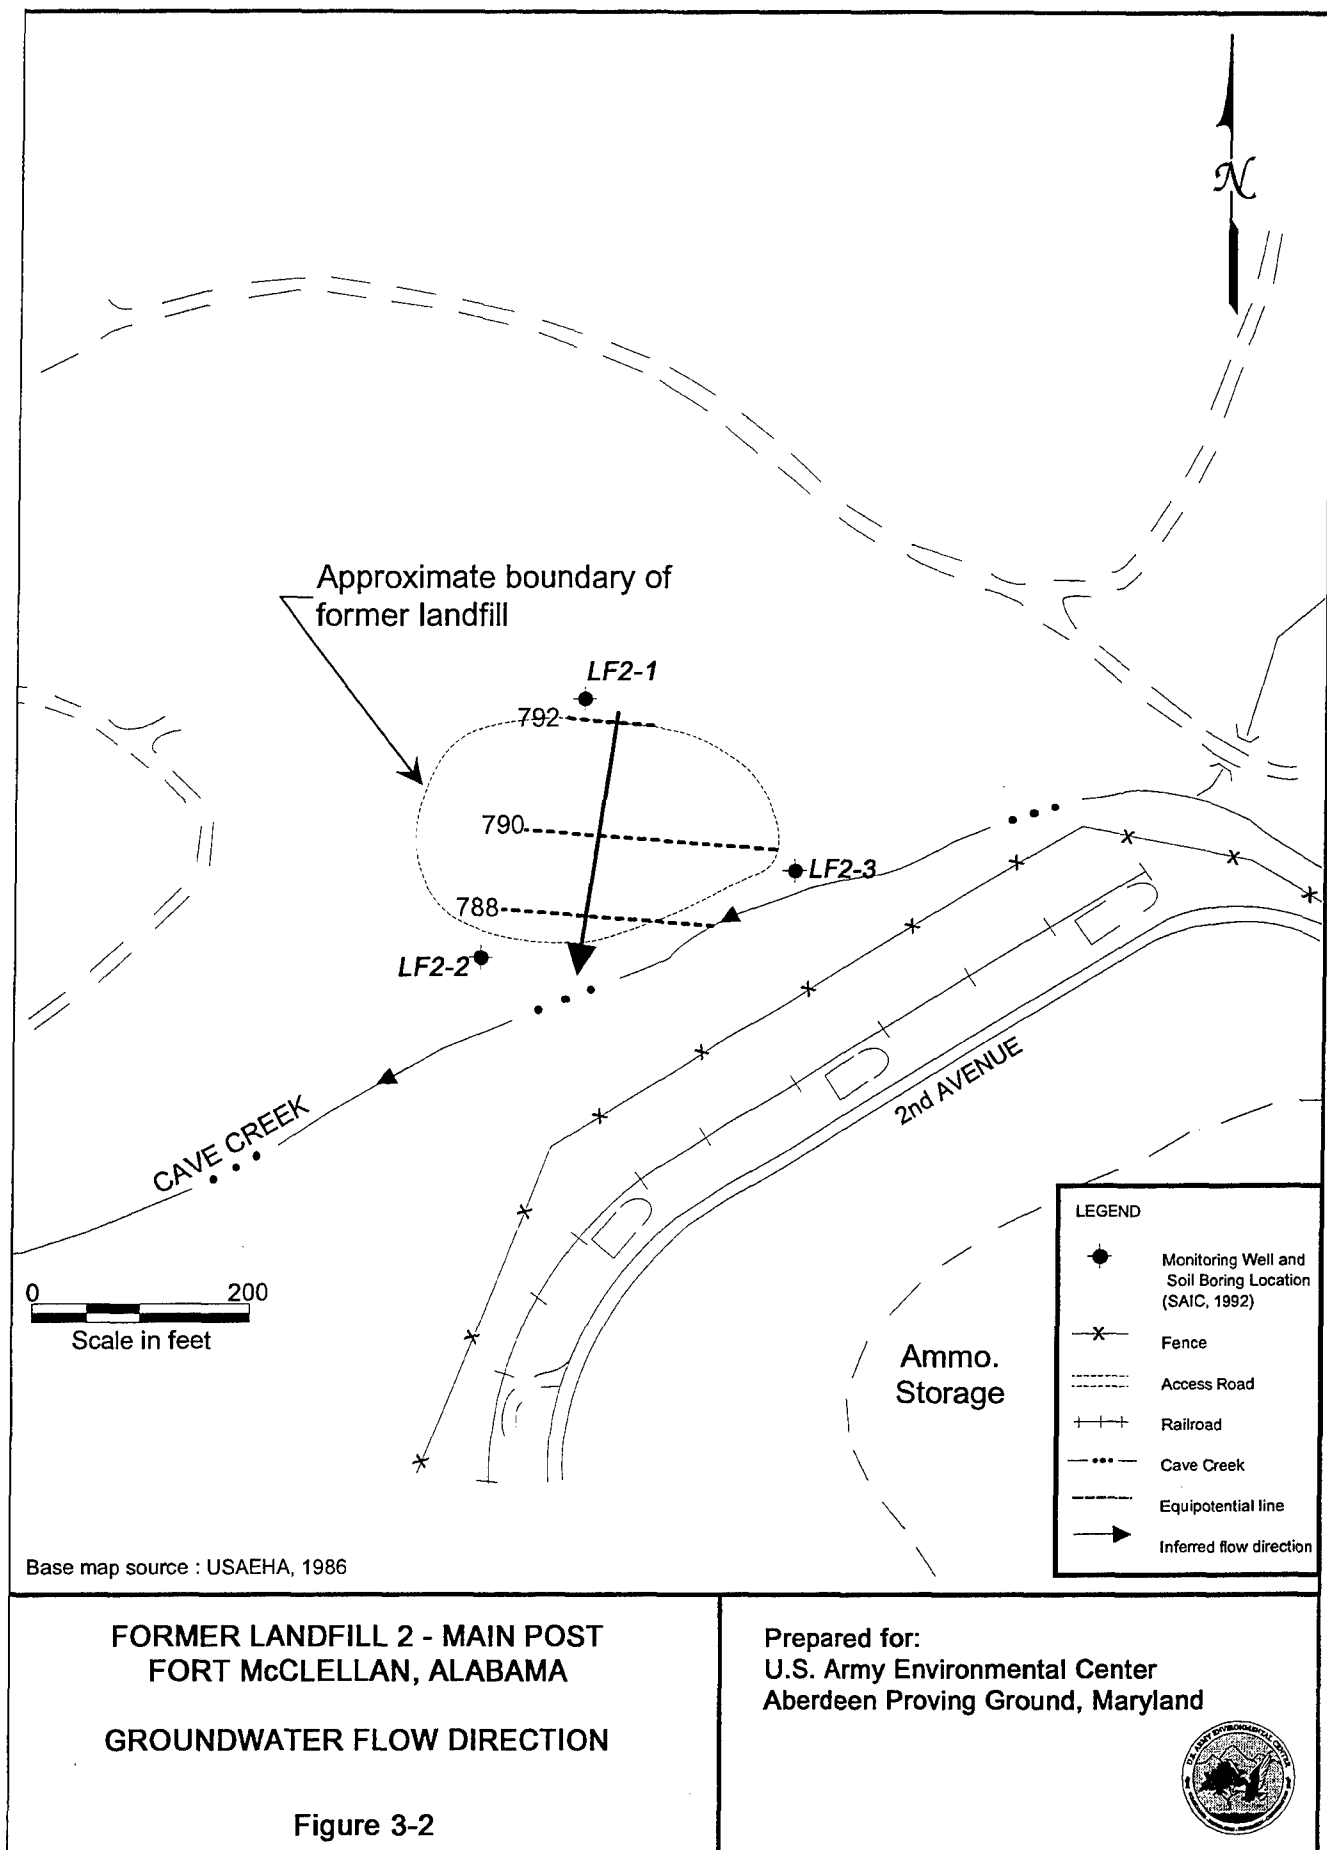 N
Approximate boundary of
former landfill
LF2-1
792
790
LF2-3
788
LF2-2
2nd AVENUE
CAVE CREEK
0 200
Scale in feet
Ammo.
Storage
LEGEND
Monitoring Well and
Soil Boring Location
(SAIC, 1992)
Fence
Access Road
Railroad
Cave Creek
Equipotential line
Inferred flow direction
Base map source : USAEHA, 1986
FORMER LANDFILL 2 - MAIN POST
FORT McCLELLAN, ALABAMA
GROUNDWATER FLOW DIRECTION
Figure 3-2
Prepared for:
U.S. Army Environmental Center
Aberdeen Proving Ground, Maryland
U.S. ARMY ENVIRONMENTAL CENTER